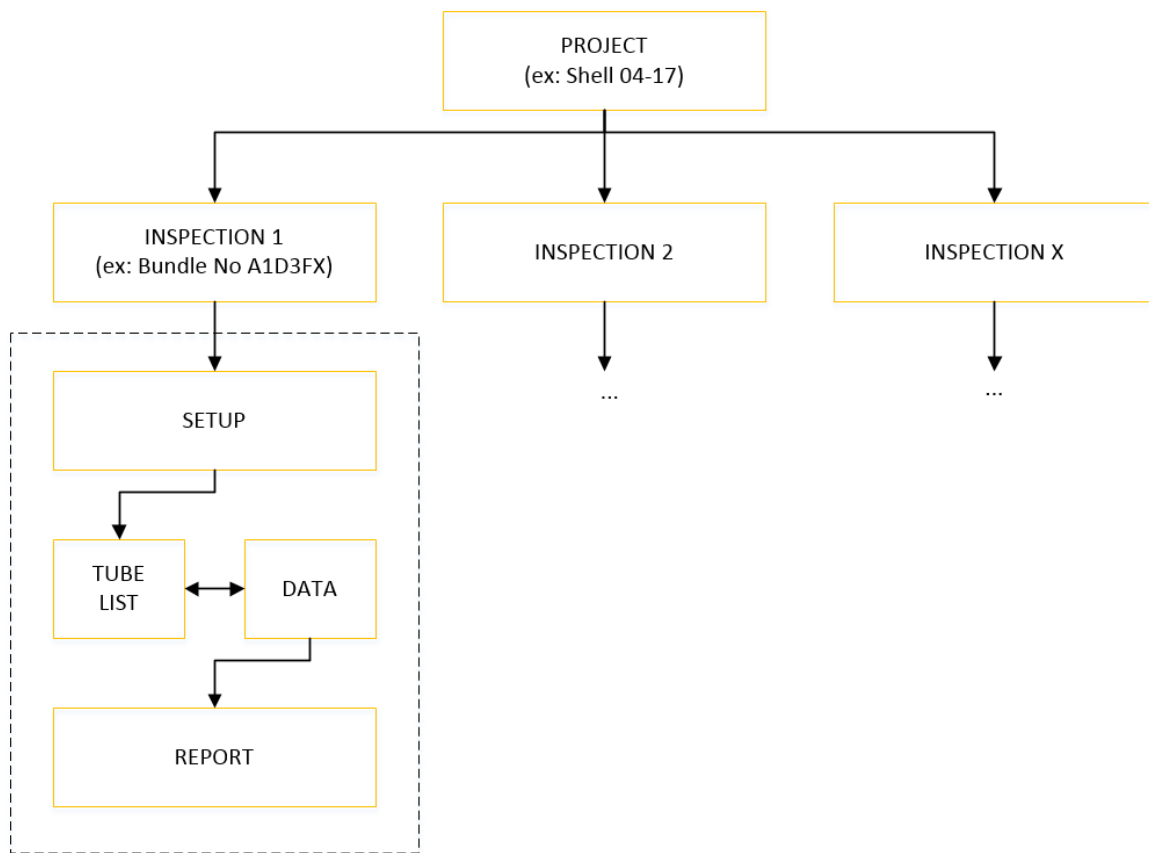 PROJECT
(ex: Shell 04-17)
INSPECTION 1
(ex: Bundle No A1D3FX)
INSPECTION 2
INSPECTION X
SETUP
...
...
TUBE
LIST
DATA
REPORT